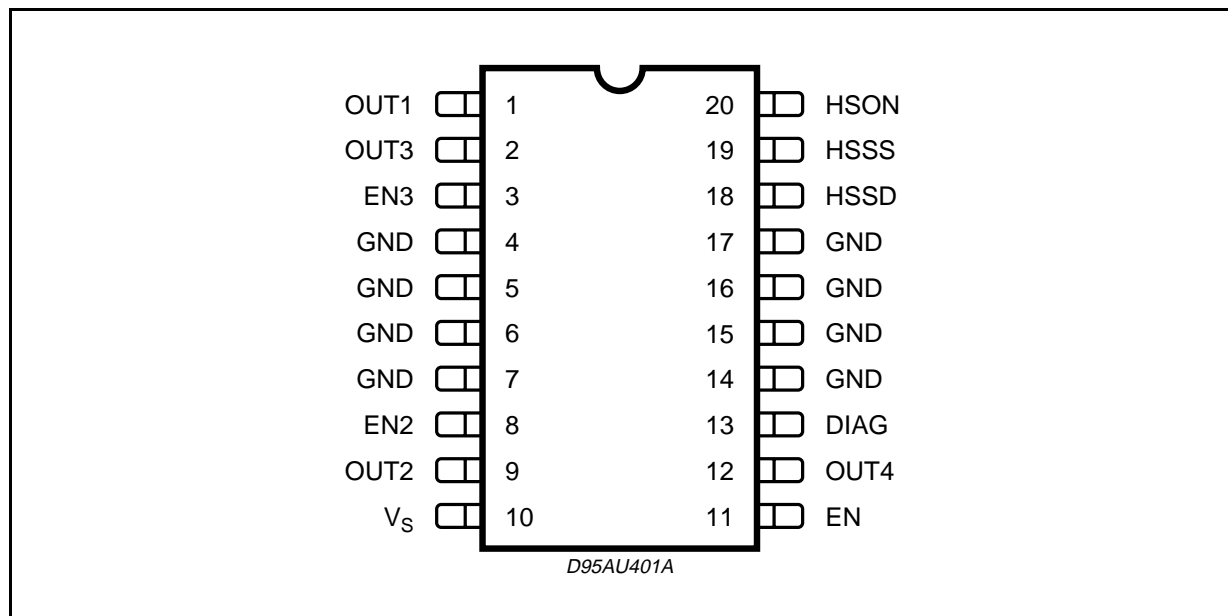 OUT1 1 20 HSON
OUT3 2 19 HSSS
EN3 3 18 HSSD
GND 4 17 GND
GND 5 16 GND
GND 6 15 GND
GND 7 14 GND
EN2 8 13 DIAG
OUT2 9 12 OUT4
VS 10 11 EN
D95AU401A